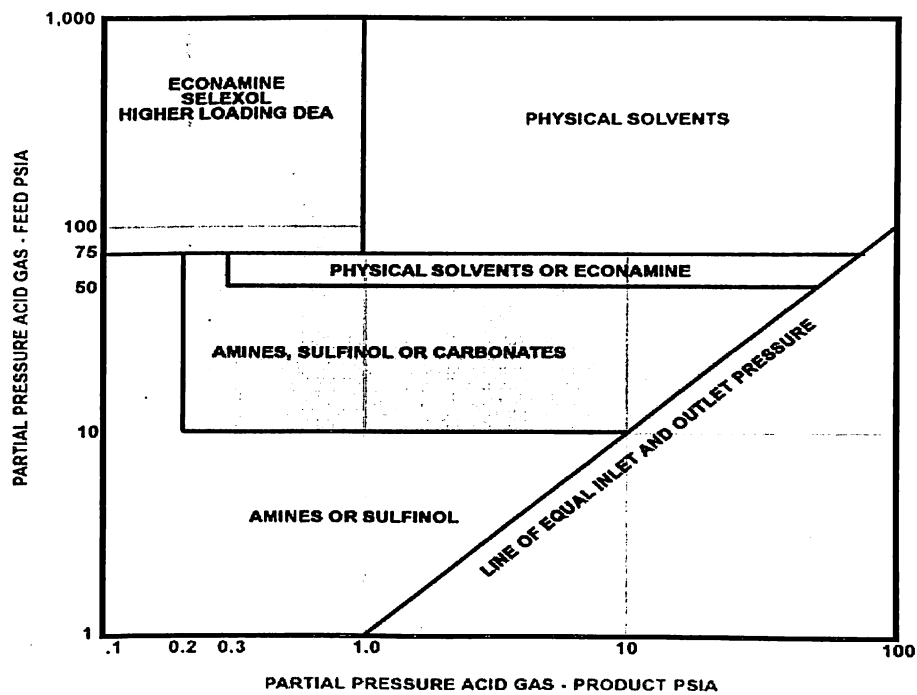 1,000
ECONAMINE
SELEXOL
HIGHER LOADING DEA
PHYSICAL SOLVENTS
PARTIAL PRESSURE ACID GAS - FEED PSIA
100
75
PHYSICAL SOLVENTS OR ECONAMINE
50
AMINES, SULFINOL OR CARBONATES
LINE OF EQUAL INLET AND OUTLET PRESSURE
10
AMINES OR SULFINOL
1
.1 0.2 0.3 1.0 10 100
PARTIAL PRESSURE ACID GAS - PRODUCT PSIA